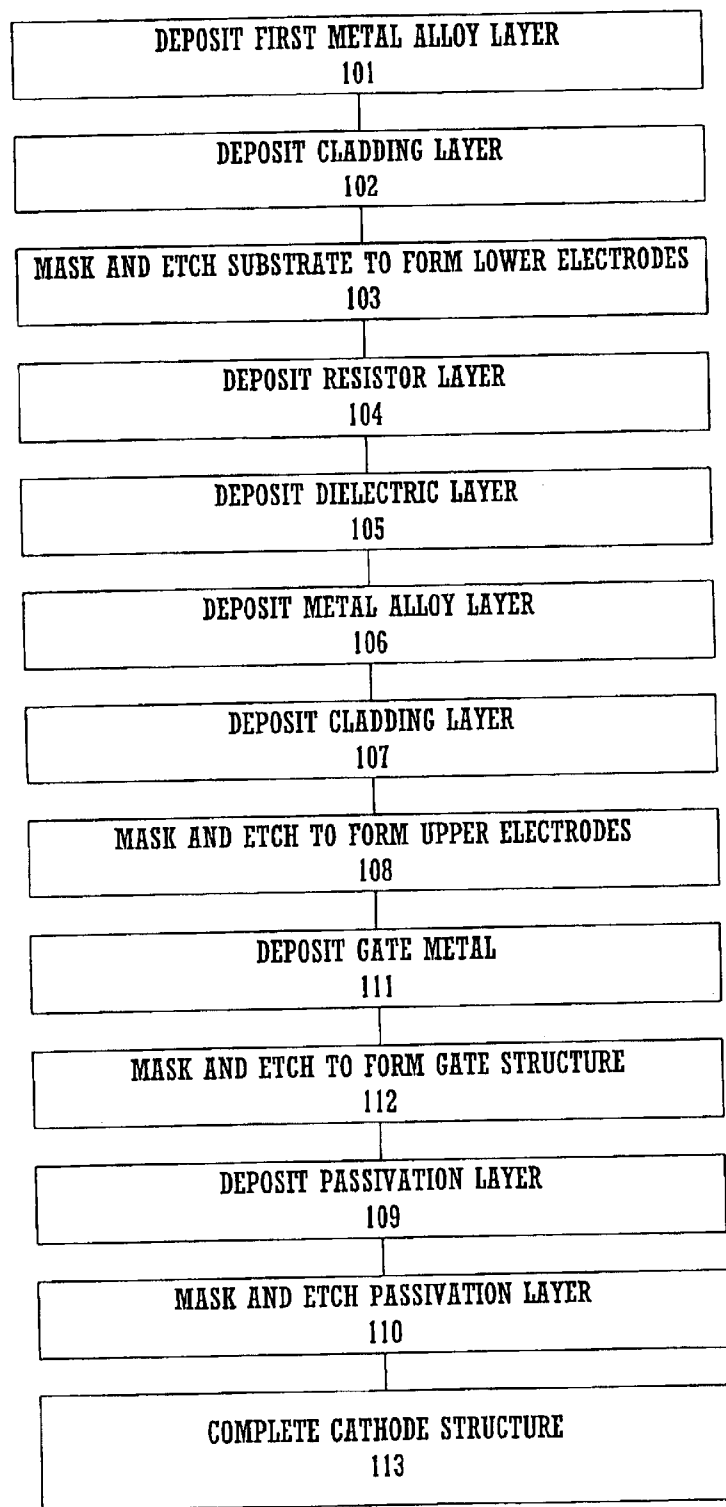 DEPOSIT FIRST METAL ALLOY LAYER
101
DEPOSIT CLADDING LAYER
102
MASK AND ETCH SUBSTRATE TO FORM LOWER ELECTRODES
103
DEPOSIT RESISTOR LAYER
104
DEPOSIT DIELECTRIC LAYER
105
DEPOSIT METAL ALLOY LAYER
106
DEPOSIT CLADDING LAYER
107
MASK AND ETCH TO FORM UPPER ELECTRODES
108
DEPOSIT GATE METAL
111
MASK AND ETCH TO FORM GATE STRUCTURE
112
DEPOSIT PASSIVATION LAYER
109
MASK AND ETCH PASSIVATION LAYER
110
COMPLETE CATHODE STRUCTURE
113